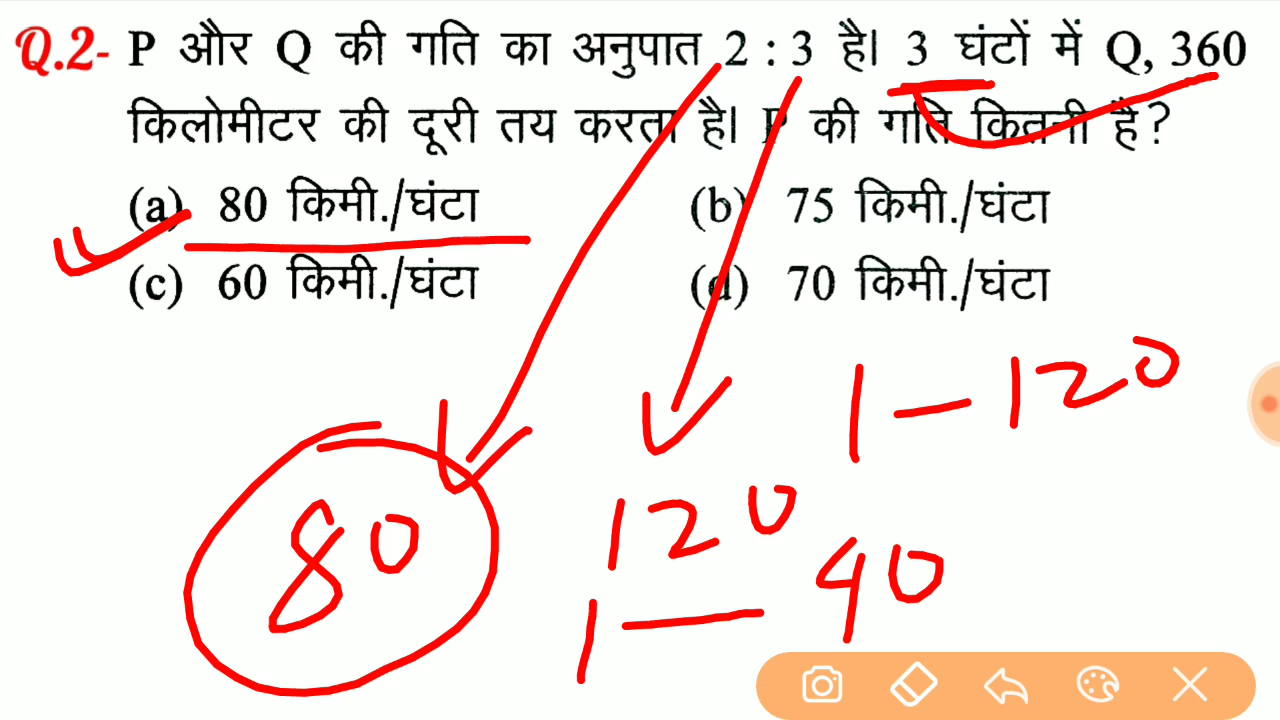 Q.2- P और Q की गति का अनुपात 2 : 3 है। 3 घंटों में Q, 360
किलोमीटर की दूरी तय करता है। P की गति कितनी है?
(a) 80 किमी./घंटा (b) 75 किमी./घंटा
(c) 60 किमी./घंटा (d) 70 किमी./घंटा
1 — 120
80 120
1 — 40